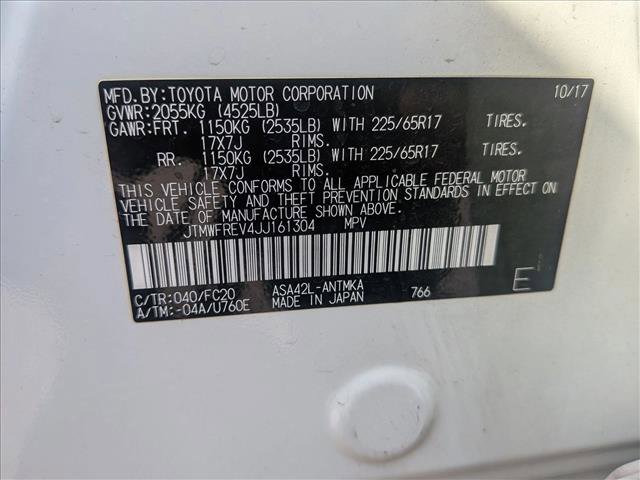 MFD.BY:TOYOTA MOTOR CORPORATION 10/17
GVWR:2055KG (4525LB)
GAWR:FRT. 1150KG (2535LB) WITH 225/65R17 TIRES.
17X7J RIMS.
RR. 1150KG (2535LB) WITH 225/65R17 TIRES.
17X7J RIMS.
THIS VEHICLE CONFORMS TO ALL APPLICABLE FEDERAL MOTOR
VEHICLE SAFETY AND THEFT PREVENTION STANDARDS IN EFFECT ON
THE DATE OF MANUFACTURE SHOWN ABOVE.
JTMWFREV4JJ161304 MPV
C/TR:040/FC20 ASA42L-ANTMKA 766
A/TM:-04A/U760E MADE IN JAPAN
E